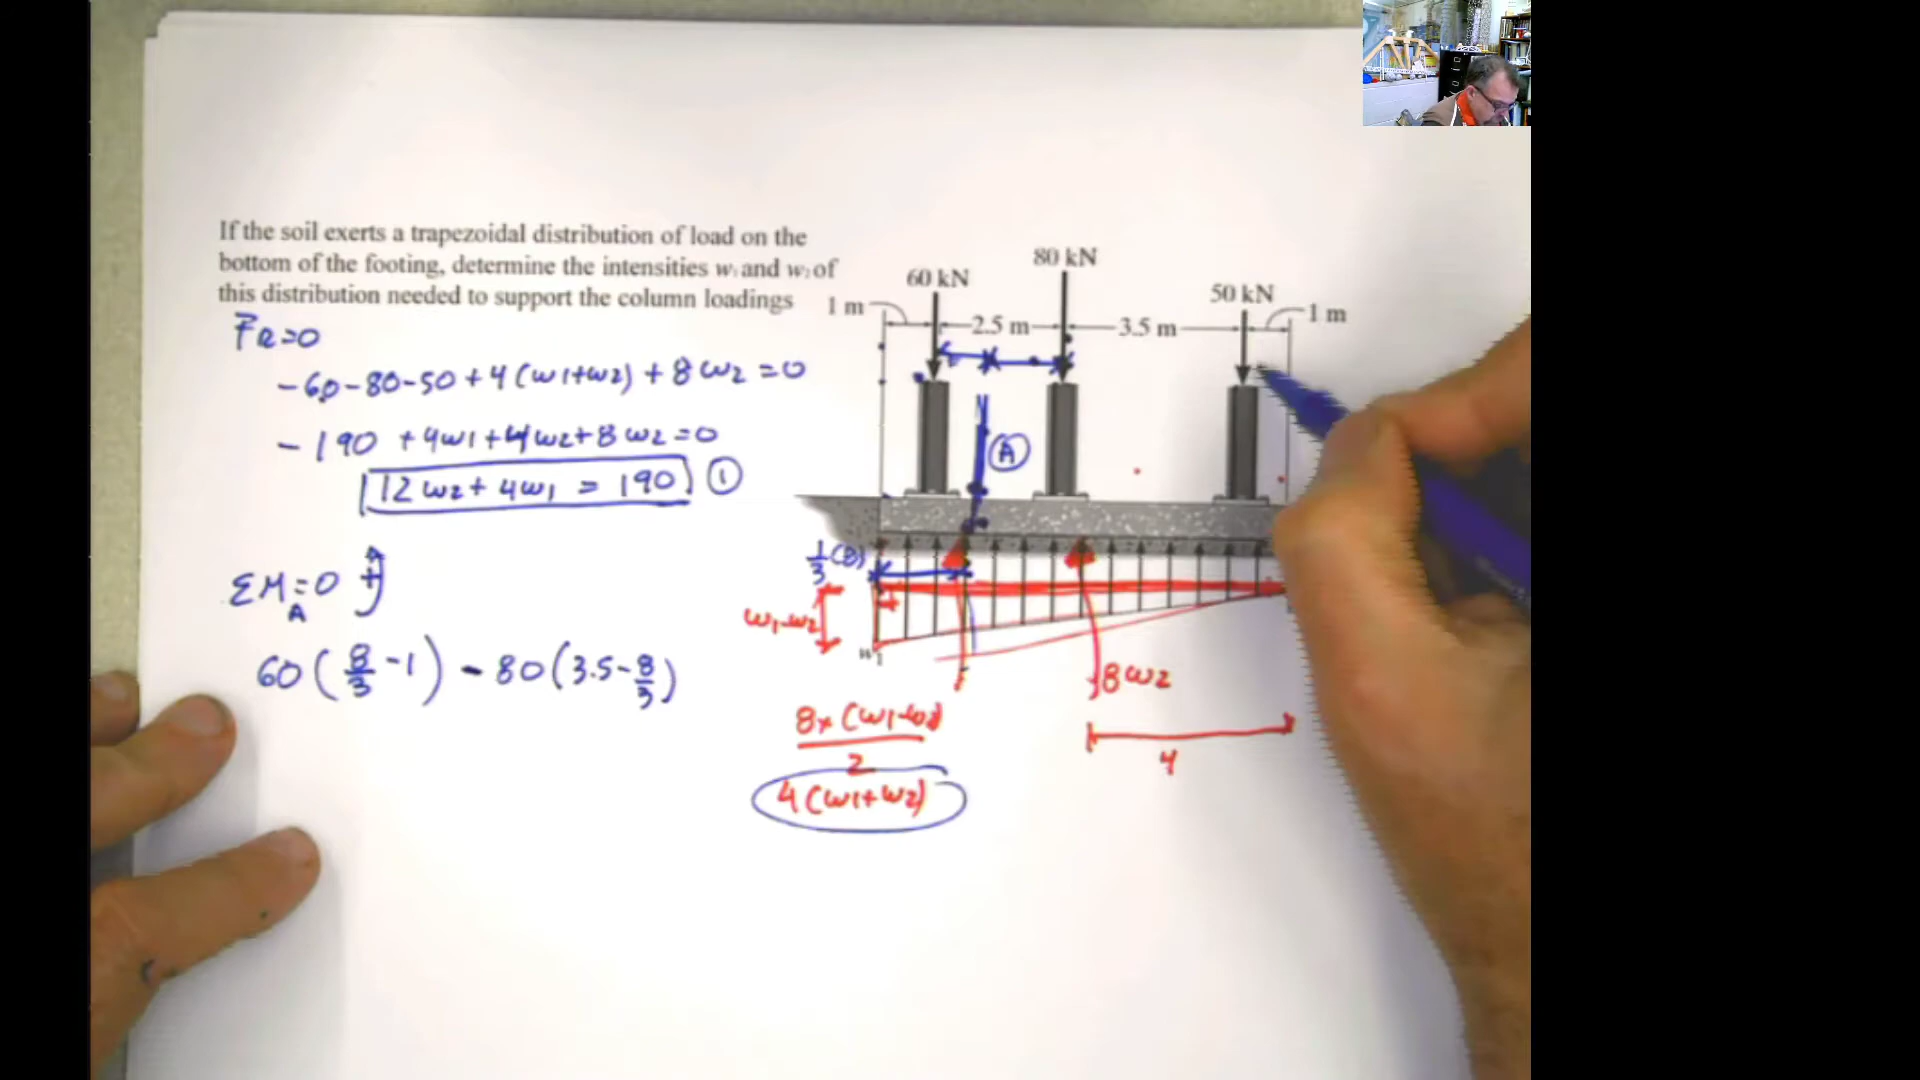 If the soil exerts a trapezoidal distribution of load on the
bottom of the footing, determine the intensities w₁ and w₂ of
this distribution needed to support the column loadings
FR=0
-60-80-50+4(w1+w2)+8w2=0
-190+4w1+4w2+8w2=0
12w2+4w1=190 ①
ΣM=0
A
60(8/3-1)-80(3.5-8/3)
60 kN
80 kN
50 kN
1 m
2.5 m
3.5 m
1 m
A
1/3(8)
w1-w2
w1
8w2
4
2
4(w1+w2)